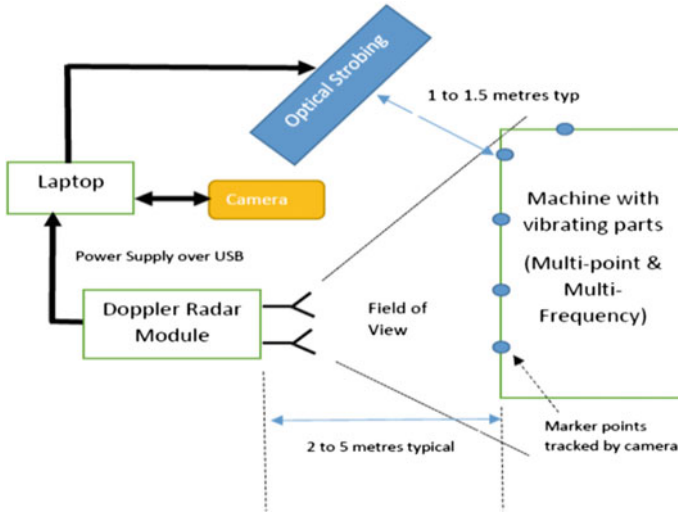 Optical Strobing
1 to 1.5 metres typ
Laptop
Camera
Machine with
vibrating parts
(Multi-point &
Multi-
Frequency)
Power Supply over USB
Doppler Radar
Module
Field of
View
2 to 5 metres typical
Marker points
tracked by camera